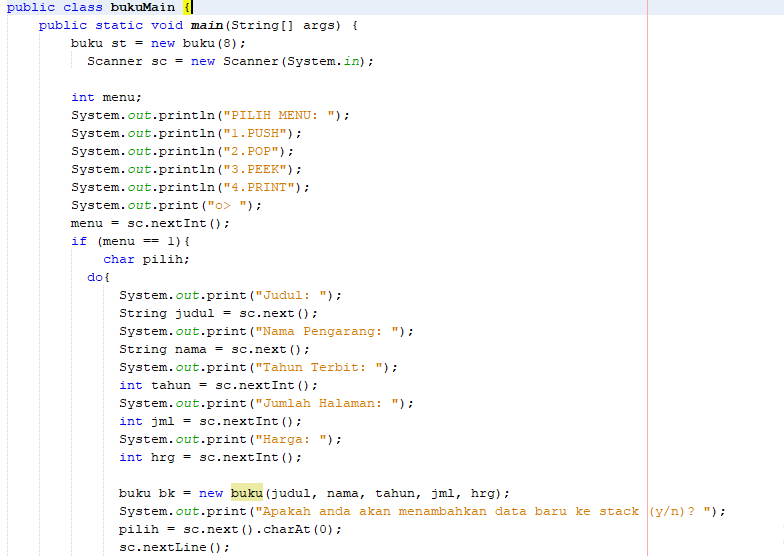 public class bukuMain {
public static void main(String[] args) {
buku st = new buku(8);
Scanner sc = new Scanner(System.in);
int menu;
System.out.println("PILIH MENU: ");
System.out.println("1.PUSH");
System.out.println("2.POP");
System.out.println("3.PEEK");
System.out.println("4.PRINT");
System.out.print("o> ");
menu = sc.nextInt();
if (menu == 1){
char pilih;
do{
System.out.print("Judul: ");
String judul = sc.next();
System.out.print("Nama Pengarang: ");
String nama = sc.next();
System.out.print("Tahun Terbit: ");
int tahun = sc.nextInt();
System.out.print("Jumlah Halaman: ");
int jml = sc.nextInt();
System.out.print("Harga: ");
int hrg = sc.nextInt();
buku bk = new buku(judul, nama, tahun, jml, hrg);
System.out.print("Apakah anda akan menambahkan data baru ke stack (y/n)? ");
pilih = sc.next().charAt(0);
sc.nextLine();